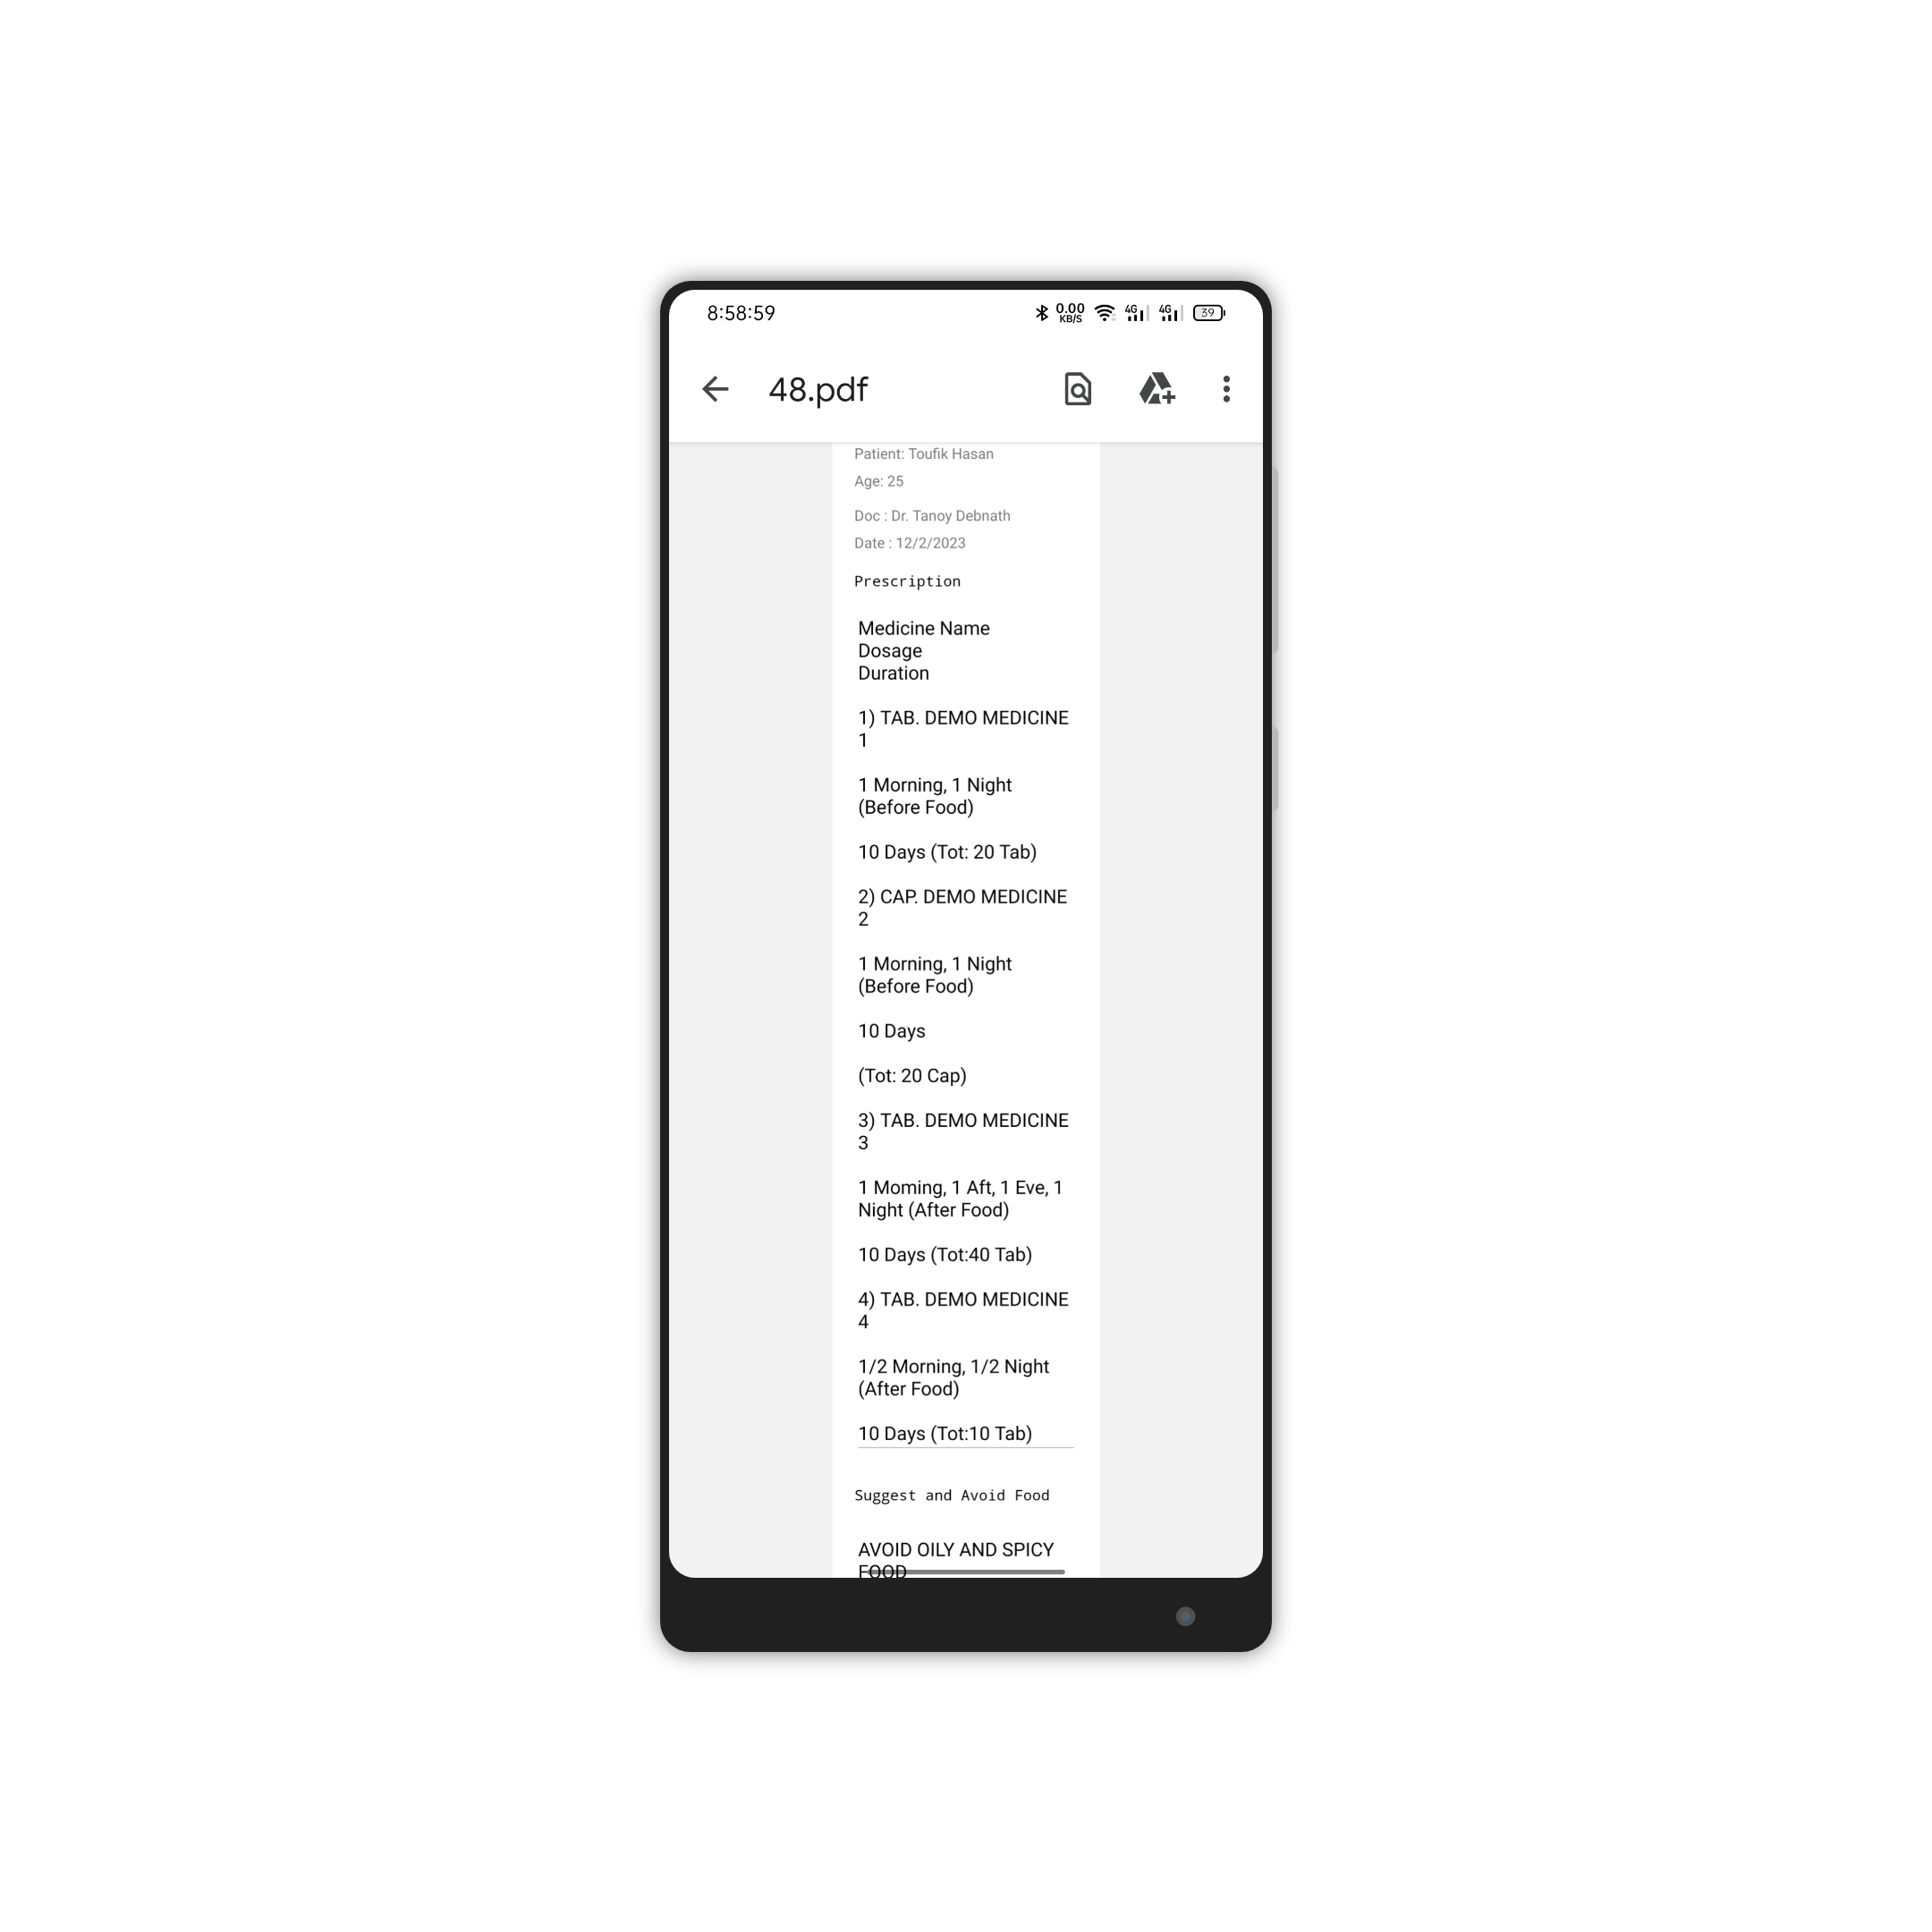 8:58:59
0.00
KB/S
4G
4G
39
48.pdf
Patient: Toufik Hasan
Age: 25
Doc : Dr. Tanoy Debnath
Date : 12/2/2023
Prescription
Medicine Name
Dosage
Duration
1) TAB. DEMO MEDICINE
1
1 Morning, 1 Night
(Before Food)
10 Days (Tot: 20 Tab)
2) CAP. DEMO MEDICINE
2
1 Morning, 1 Night
(Before Food)
10 Days
(Tot: 20 Cap)
3) TAB. DEMO MEDICINE
3
1 Moming, 1 Aft, 1 Eve, 1
Night (After Food)
10 Days (Tot:40 Tab)
4) TAB. DEMO MEDICINE
4
1/2 Morning, 1/2 Night
(After Food)
10 Days (Tot:10 Tab)
Suggest and Avoid Food
AVOID OILY AND SPICY
FOOD